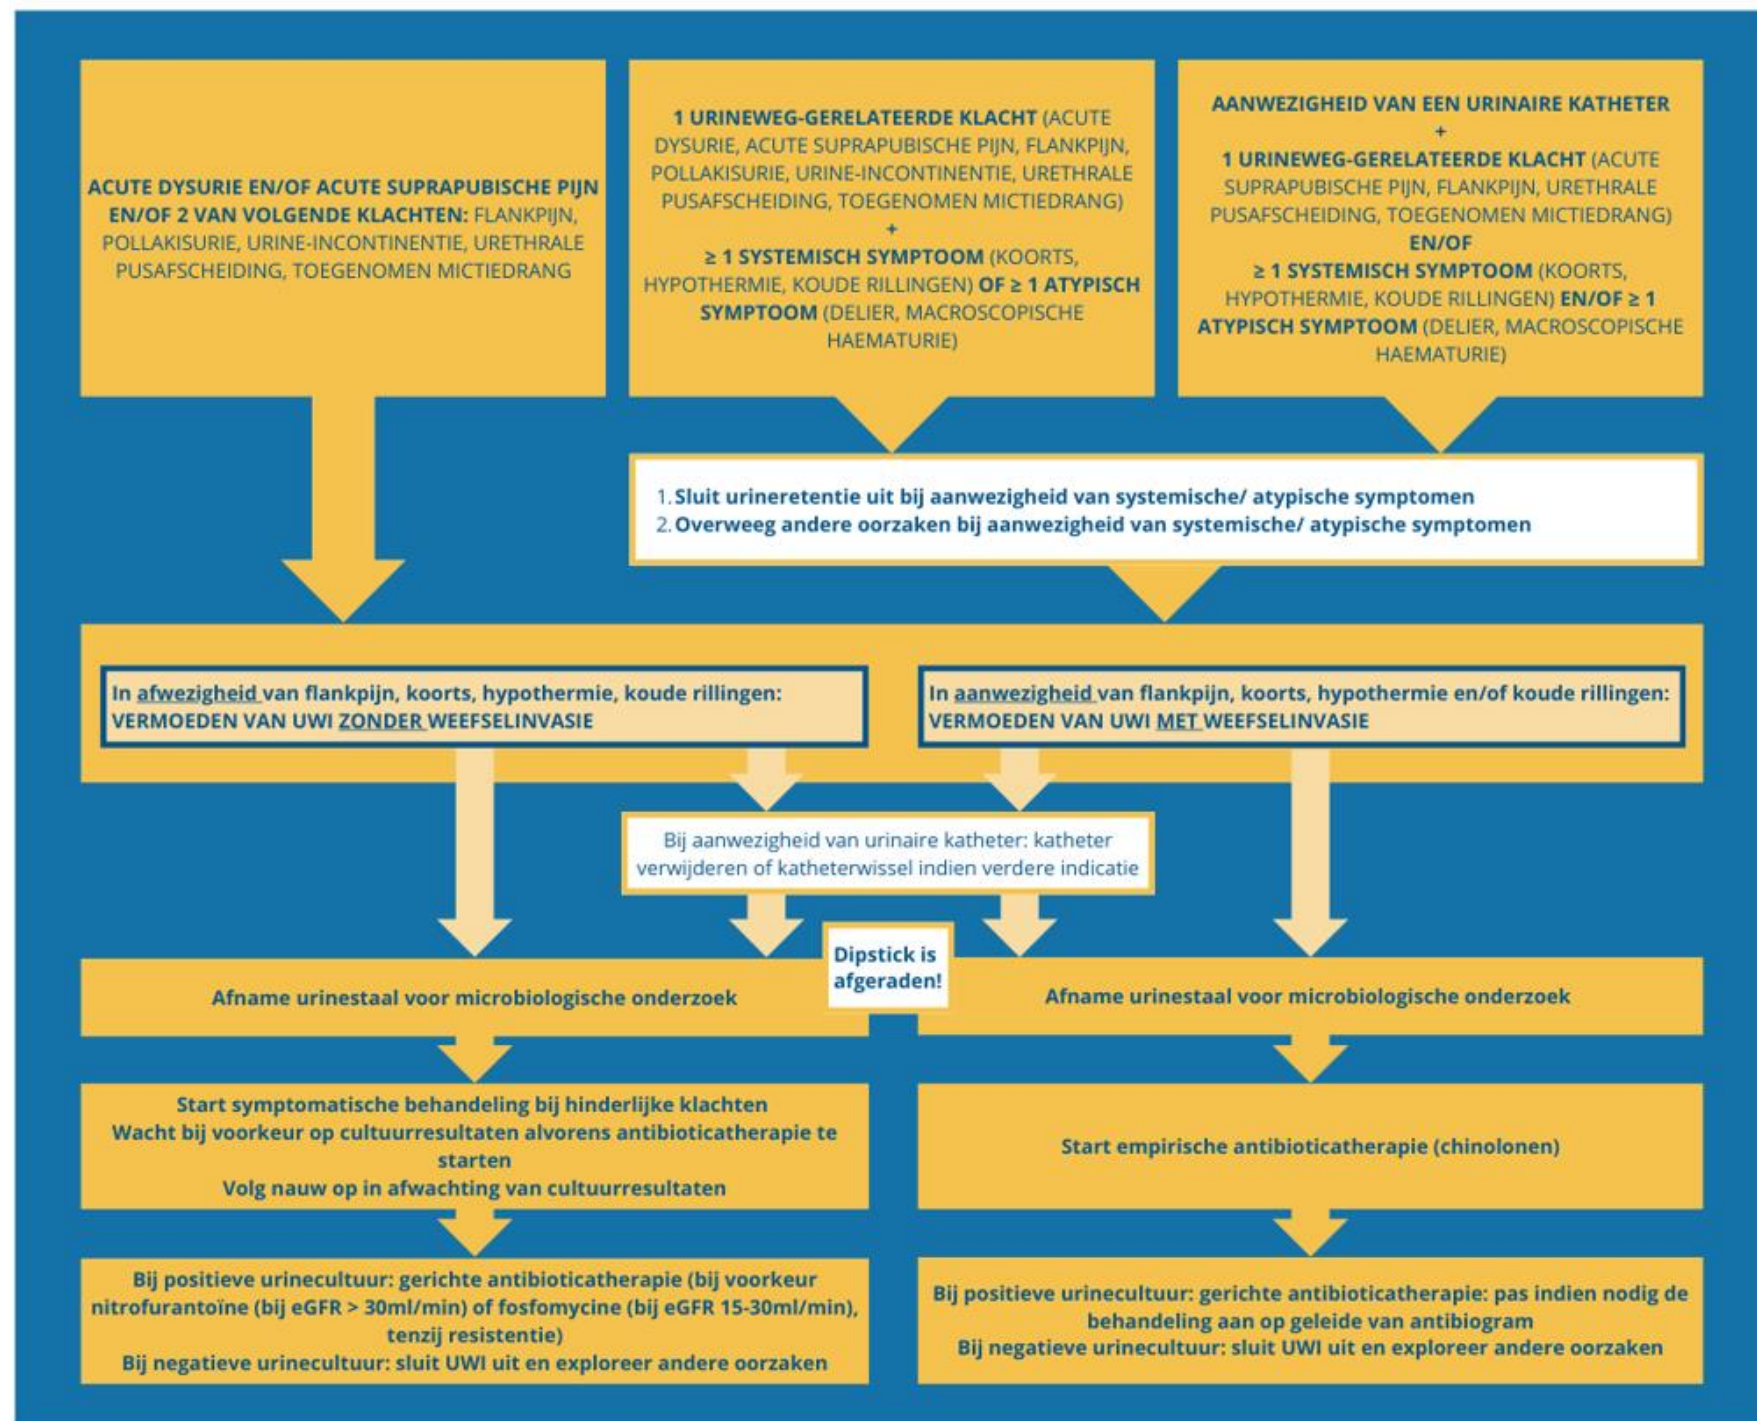 ACUTE DYSURIE EN/OF ACUTE SUPRAPUBISCHE PIJN
EN/OF 2 VAN VOLGENDE KLACHTEN: FLANKPIJN,
POLLAKISURIE, URINE-INCONTINENTIE, URETHRALE
PUSAFSCHEIDING, TOEGENOMEN MICTIEDRANG
1 URINEWEG-GERELATEERDE KLACHT (ACUTE
DYSURIE, ACUTE SUPRAPUBISCHE PIJN, FLANKPIJN,
POLLAKISURIE, URINE-INCONTINENTIE, URETHRALE
PUSAFSCHEIDING, TOEGENOMEN MICTIEDRANG)
+
≥ 1 SYSTEMISCH SYMPTOOM (KOORTS,
HYPOTHERMIE, KOUDE RILLINGEN) OF ≥ 1 ATYPISCH
SYMPTOOM (DELIER, MACROSCOPISCHE
HAEMATURIE)
AANWEZIGHEID VAN EEN URINAIRE KATHETER
+
1 URINEWEG-GERELATEERDE KLACHT (ACUTE
SUPRAPUBISCHE PIJN, FLANKPIJN, URETHRALE
PUSAFSCHEIDING, TOEGENOMEN MICTIEDRANG)
EN/OF
≥ 1 SYSTEMISCH SYMPTOOM (KOORTS,
HYPOTHERMIE, KOUDE RILLINGEN) EN/OF ≥ 1
ATYPISCH SYMPTOOM (DELIER, MACROSCOPISCHE
HAEMATURIE)
1. Sluit urineretentie uit bij aanwezigheid van systemische/ atypische symptomen
2. Overweeg andere oorzaken bij aanwezigheid van systemische/ atypische symptomen
In afwezigheid van flankpijn, koorts, hypothermie, koude rillingen:
VERMOEDEN VAN UWI ZONDER WEEFSELINVASIE
In aanwezigheid van flankpijn, koorts, hypothermie en/of koude rillingen:
VERMOEDEN VAN UWI MET WEEFSELINVASIE
Bij aanwezigheid van urinaire katheter: katheter
verwijderen of katheterwissel indien verdere indicatie
Dipstick is
afgeraden!
Afname urinestaal voor microbiologische onderzoek
Afname urinestaal voor microbiologische onderzoek
Start symptomatische behandeling bij hinderlijke klachten
Wacht bij voorkeur op cultuurresultaten alvorens antibioticatherapie te
starten
Volg nauw op in afwachting van cultuurresultaten
Start empirische antibioticatherapie (chinolonen)
Bij positieve urinecultuur: gerichte antibioticatherapie (bij voorkeur
nitrofurantoïne (bij eGFR > 30ml/min) of fosfomycine (bij eGFR 15-30ml/min),
tenzij resistentie)
Bij negatieve urinecultuur: sluit UWI uit en exploreer andere oorzaken
Bij positieve urinecultuur: gerichte antibioticatherapie: pas indien nodig de
behandeling aan op geleide van antibiogram
Bij negatieve urinecultuur: sluit UWI uit en exploreer andere oorzaken